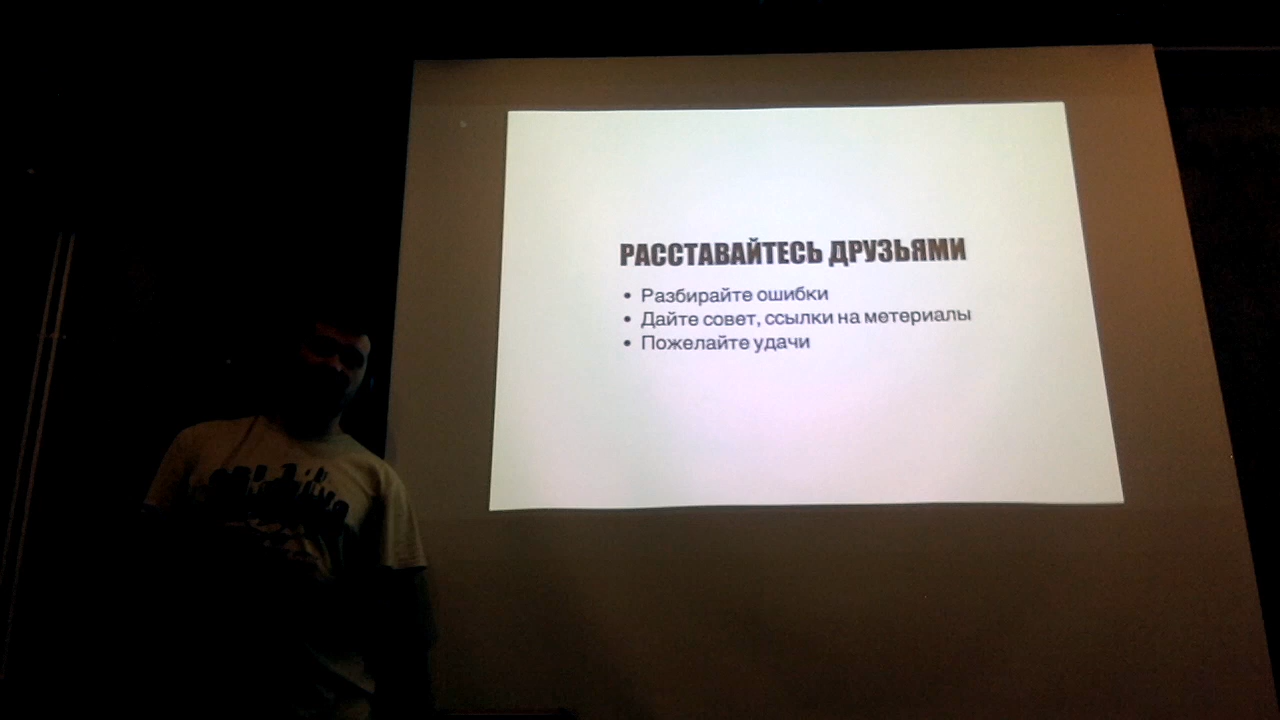 РАССТАВАЙТЕСЬ ДРУЗЬЯМИ
• Разбирайте ошибки
• Дайте совет, ссылки на метериалы
• Пожелайте удачи